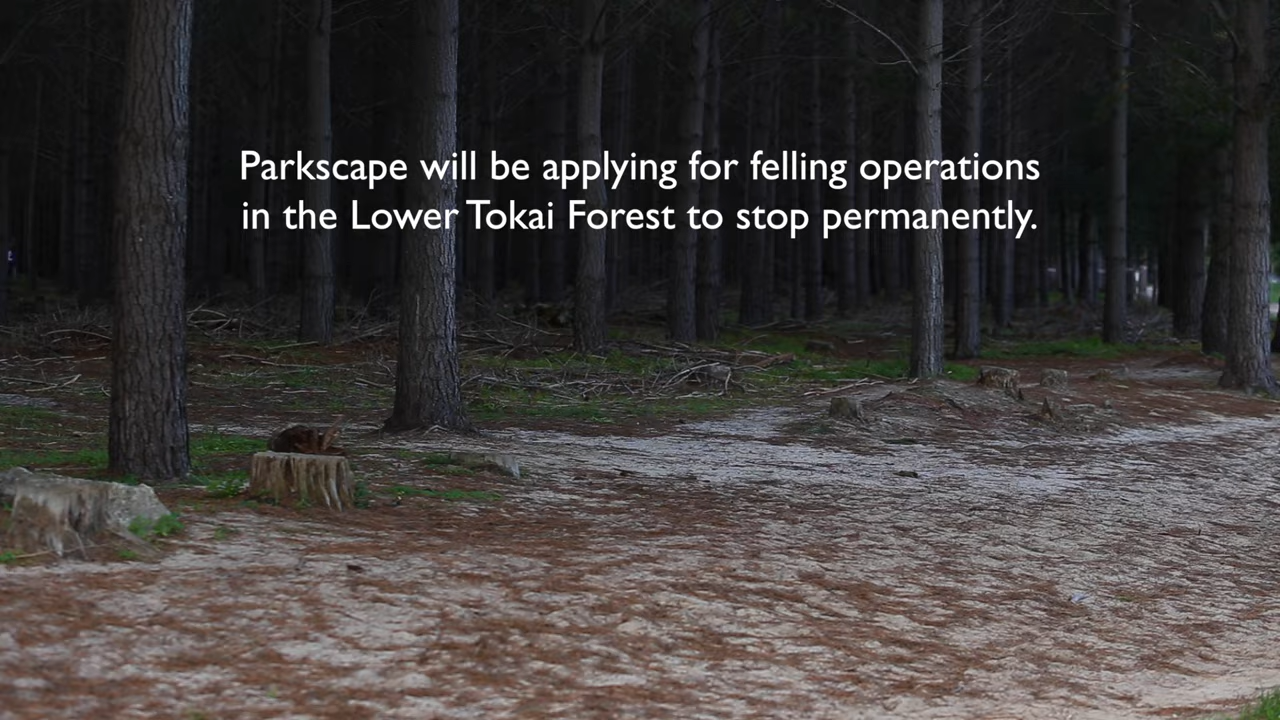 Parkscape will be applying for felling operations
in the Lower Tokai Forest to stop permanently.